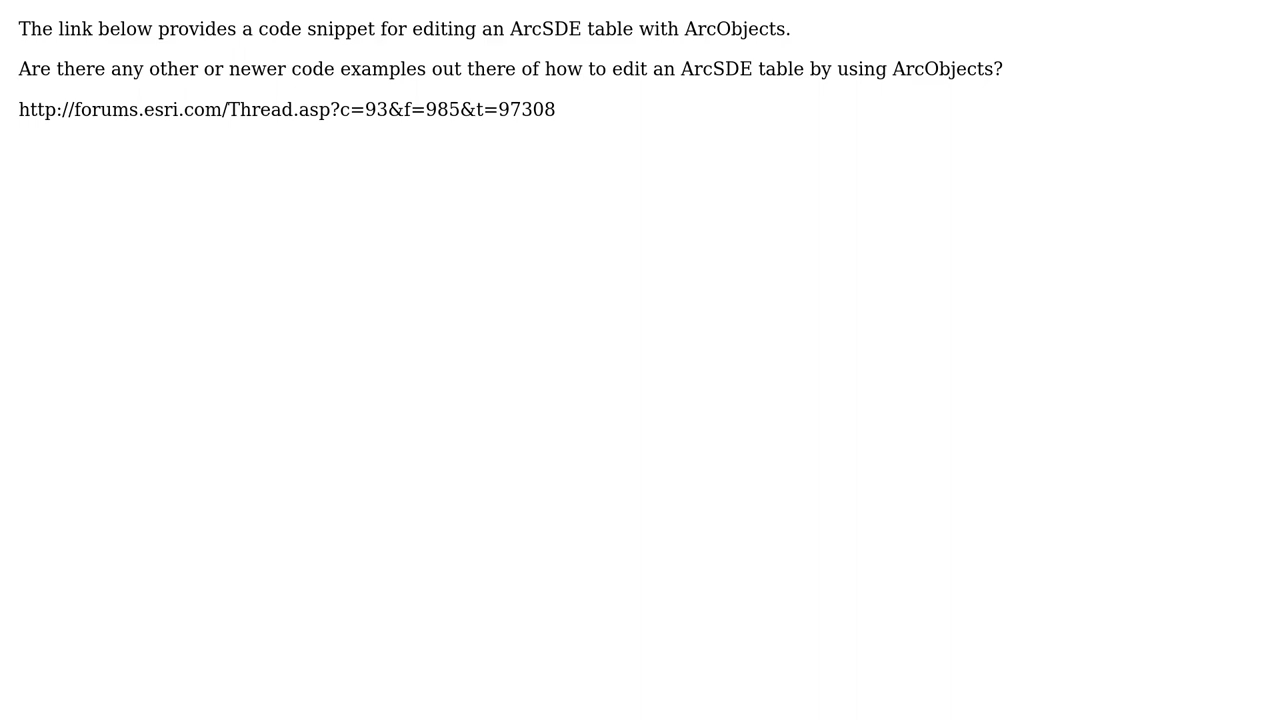 The link below provides a code snippet for editing an ArcSDE table with ArcObjects.
Are there any other or newer code examples out there of how to edit an ArcSDE table by using ArcObjects?
http://forums.esri.com/Thread.asp?c=93&f=985&t=97308